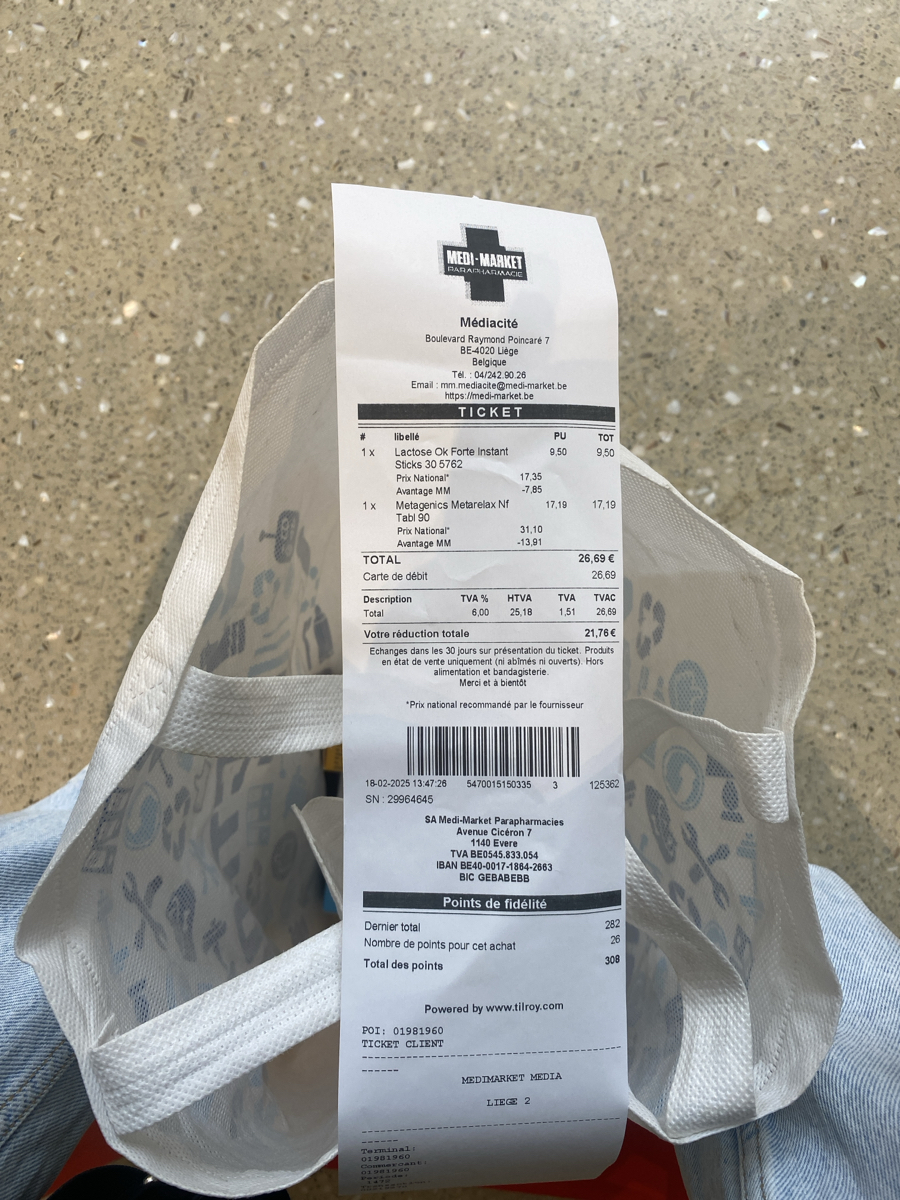 MEDI-MARKET
PARAPHARMACIE
Médiacité
Boulevard Raymond Poincaré 7
BE-4020 Liège
Belgique
Tél. : 04/242.90.26
Email : mm.mediacite@medi-market.be
https://medi-market.be
TICKET
# libellé PU TOT
1 x Lactose Ok Forte Instant 9,50 9,50
Sticks 30 5762
Prix National* 17,35
Avantage MM -7,85
1 x Metagenics Metarelax Nf 17,19 17,19
Tabl 90
Prix National* 31,10
Avantage MM -13,91
TOTAL 26,69 €
Carte de débit 26,69
Description TVA % HTVA TVA TVAC
Total 6,00 25,18 1,51 26,69
Votre réduction totale 21,76 €
Echanges dans les 30 jours sur présentation du ticket. Produits
en état de vente uniquement (ni abîmés ni ouverts). Hors
alimentation et bandagisterie.
Merci et à bientôt
*Prix national recommandé par le fournisseur
18-02-2025 13:47:26 5470015150335 3 125362
SN : 29964645
SA Medi-Market Parapharmacies
Avenue Cicéron 7
1140 Evere
TVA BE0545.833.054
IBAN BE40-0017-1864-2663
BIC GEBABEBB
Points de fidélité
Dernier total 282
Nombre de points pour cet achat 26
Total des points 308
Powered by www.tilroy.com
POI: 01981960
TICKET CLIENT
MEDIMARKET MEDIA
LIEGE 2
Terminal:
01981960
Commercant:
01981960